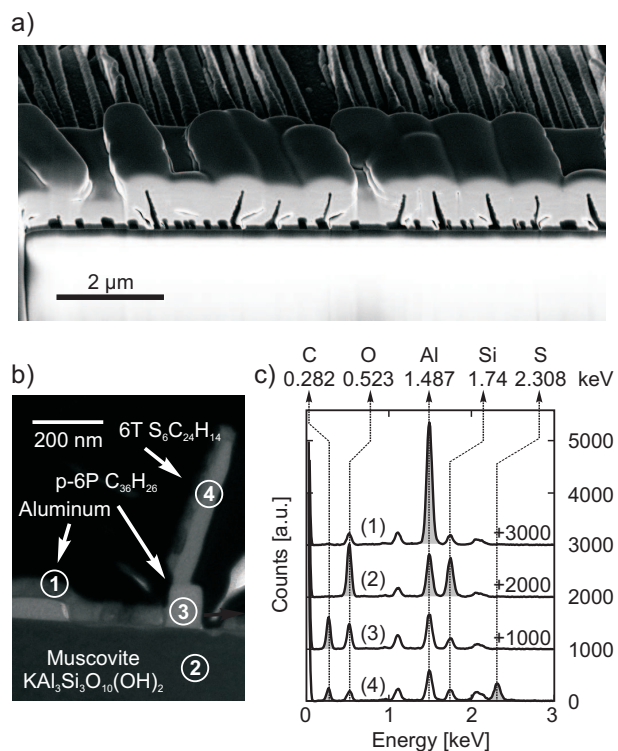 a)
2 µm
b)
200 nm
6T S6C24H14
p-6P C36H26
Aluminum
1
2
3
4
Muscovite
KAl3Si3O10(OH)2
c)
C O Al Si S
0.282 0.523 1.487 1.74 2.308 keV
Counts [a.u.]
(1)
+3000
(2)
+2000
(3)
+1000
(4)
5000
4000
3000
2000
1000
0
0 1 2 3
Energy [keV]